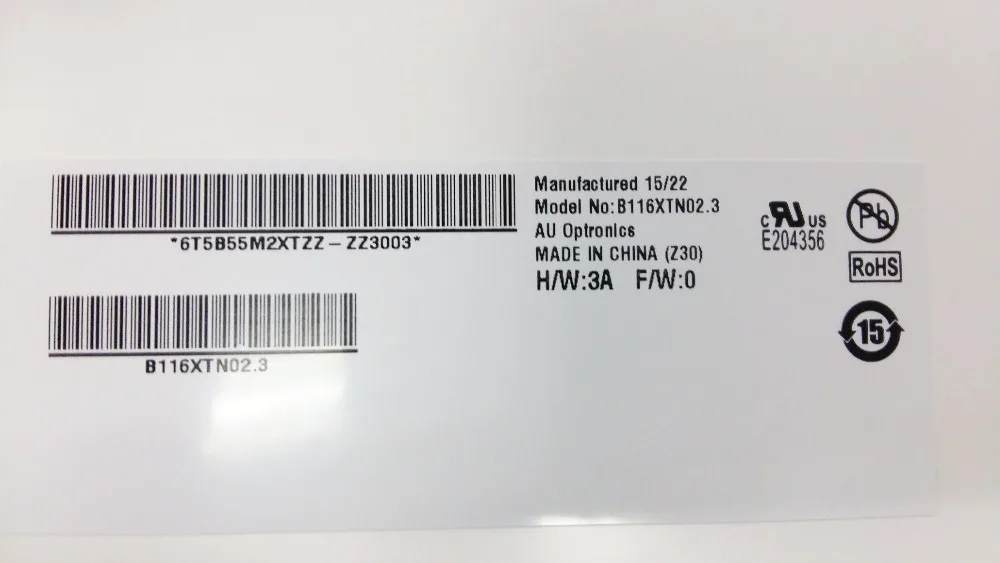 *6T5B55M2XTZZ-ZZ3003*
B116XTN02.3
Manufactured 15/22
Model No:B116XTN02.3
AU Optronics
MADE IN CHINA (Z30)
H/W:3A F/W:0
c RU US
E204356
Pb
RoHS
15